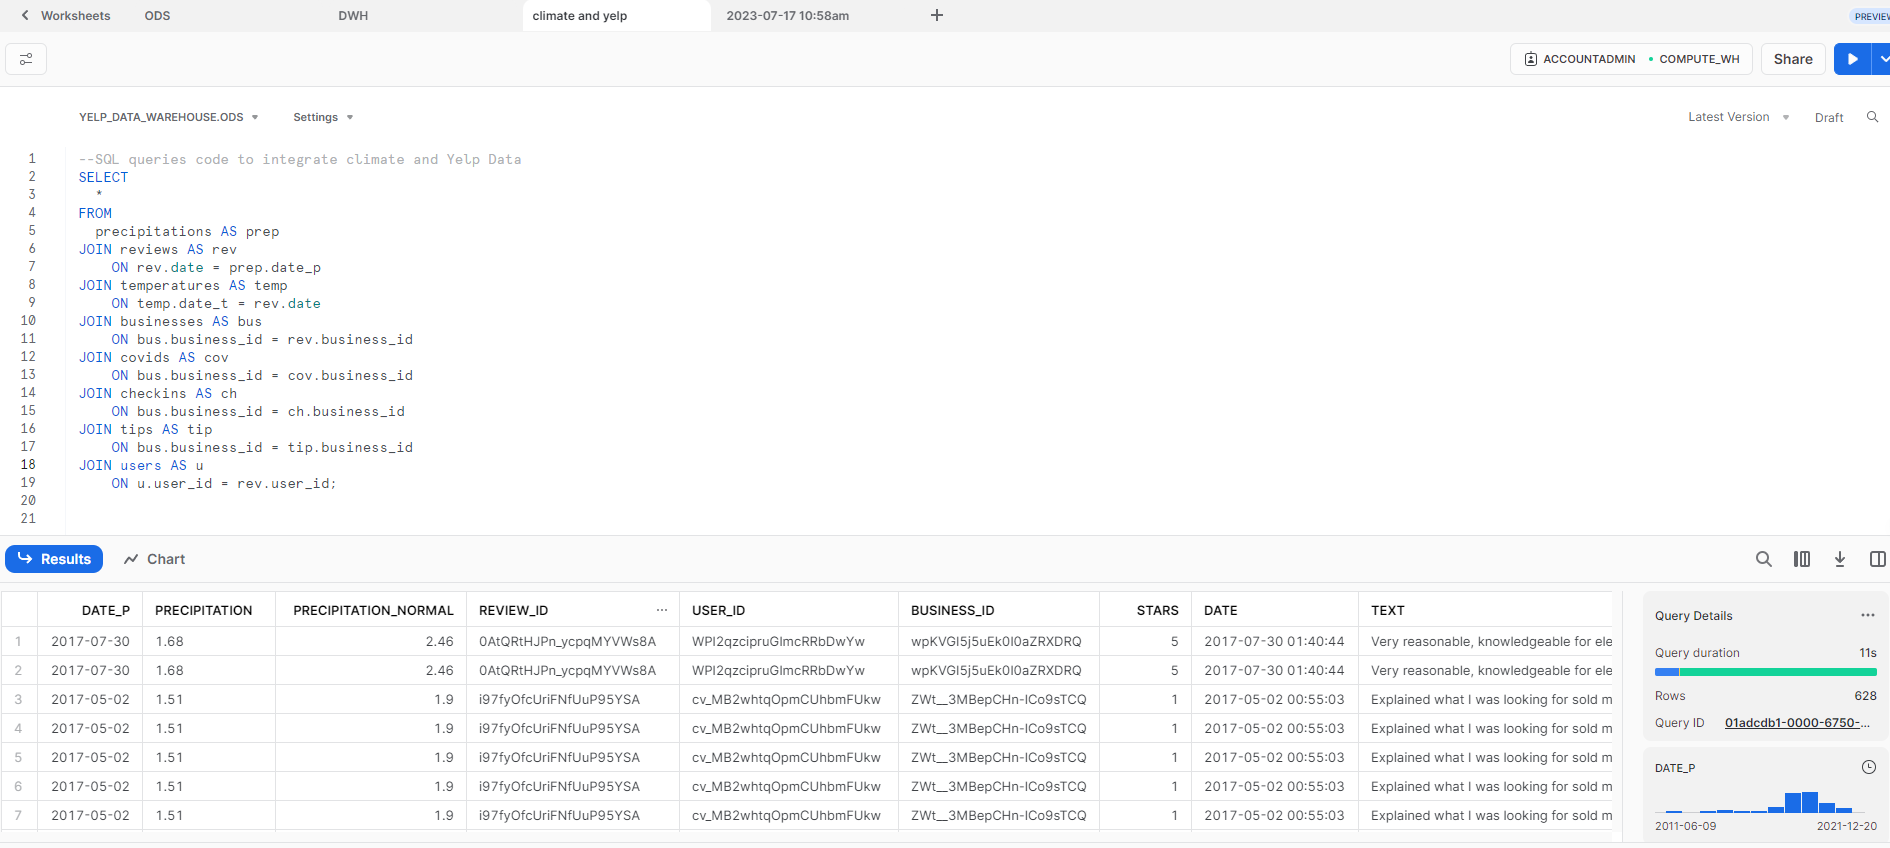 Worksheets ODS DWH climate and yelp 2023-07-17 10:58am +
PREVIEW
ACCOUNTADMIN • COMPUTE_WH Share
YELP_DATA_WAREHOUSE.ODS Settings Latest Version Draft
1 --SQL queries code to integrate climate and Yelp Data
2 SELECT
3 *
4 FROM
5 precipitations AS prep
6 JOIN reviews AS rev
7 ON rev.date = prep.date_p
8 JOIN temperatures AS temp
9 ON temp.date_t = rev.date
10 JOIN businesses AS bus
11 ON bus.business_id = rev.business_id
12 JOIN covids AS cov
13 ON bus.business_id = cov.business_id
14 JOIN checkins AS ch
15 ON bus.business_id = ch.business_id
16 JOIN tips AS tip
17 ON bus.business_id = tip.business_id
18 JOIN users AS u
19 ON u.user_id = rev.user_id;
20
21
Results Chart
DATE_P PRECIPITATION PRECIPITATION_NORMAL REVIEW_ID ... USER_ID BUSINESS_ID STARS DATE TEXT
1 2017-07-30 1.68 2.46 0AtQRtHJPn_ycpqMYVWs8A WPI2qzcipruGImcRRbDwYw wpKVGI5j5uEk0I0aZRXDRQ 5 2017-07-30 01:40:44 Very reasonable, knowledgeable for ele
2 2017-07-30 1.68 2.46 0AtQRtHJPn_ycpqMYVWs8A WPI2qzcipruGImcRRbDwYw wpKVGI5j5uEk0I0aZRXDRQ 5 2017-07-30 01:40:44 Very reasonable, knowledgeable for ele
3 2017-05-02 1.51 1.9 i97fyOfcUriFNfUuP95YSA cv_MB2whtqOpmCUhbmFUkw ZWt__3MBepCHn-ICo9sTCQ 1 2017-05-02 00:55:03 Explained what I was looking for sold m
4 2017-05-02 1.51 1.9 i97fyOfcUriFNfUuP95YSA cv_MB2whtqOpmCUhbmFUkw ZWt__3MBepCHn-ICo9sTCQ 1 2017-05-02 00:55:03 Explained what I was looking for sold m
5 2017-05-02 1.51 1.9 i97fyOfcUriFNfUuP95YSA cv_MB2whtqOpmCUhbmFUkw ZWt__3MBepCHn-ICo9sTCQ 1 2017-05-02 00:55:03 Explained what I was looking for sold m
6 2017-05-02 1.51 1.9 i97fyOfcUriFNfUuP95YSA cv_MB2whtqOpmCUhbmFUkw ZWt__3MBepCHn-ICo9sTCQ 1 2017-05-02 00:55:03 Explained what I was looking for sold m
7 2017-05-02 1.51 1.9 i97fyOfcUriFNfUuP95YSA cv_MB2whtqOpmCUhbmFUkw ZWt__3MBepCHn-ICo9sTCQ 1 2017-05-02 00:55:03 Explained what I was looking for sold m
Query Details ...
Query duration 11s
Rows 628
Query ID 01adcdb1-0000-6750-...
DATE_P
2011-06-09 2021-12-20